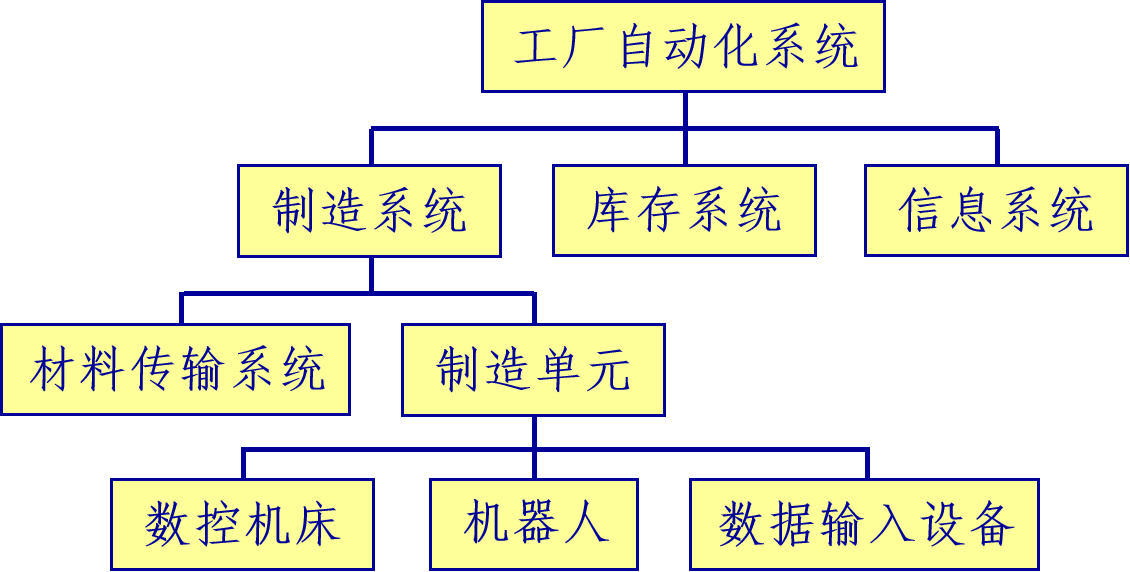 工厂自动化系统
制造系统
库存系统
信息系统
材料传输系统
制造单元
数控机床
机器人
数据输入设备